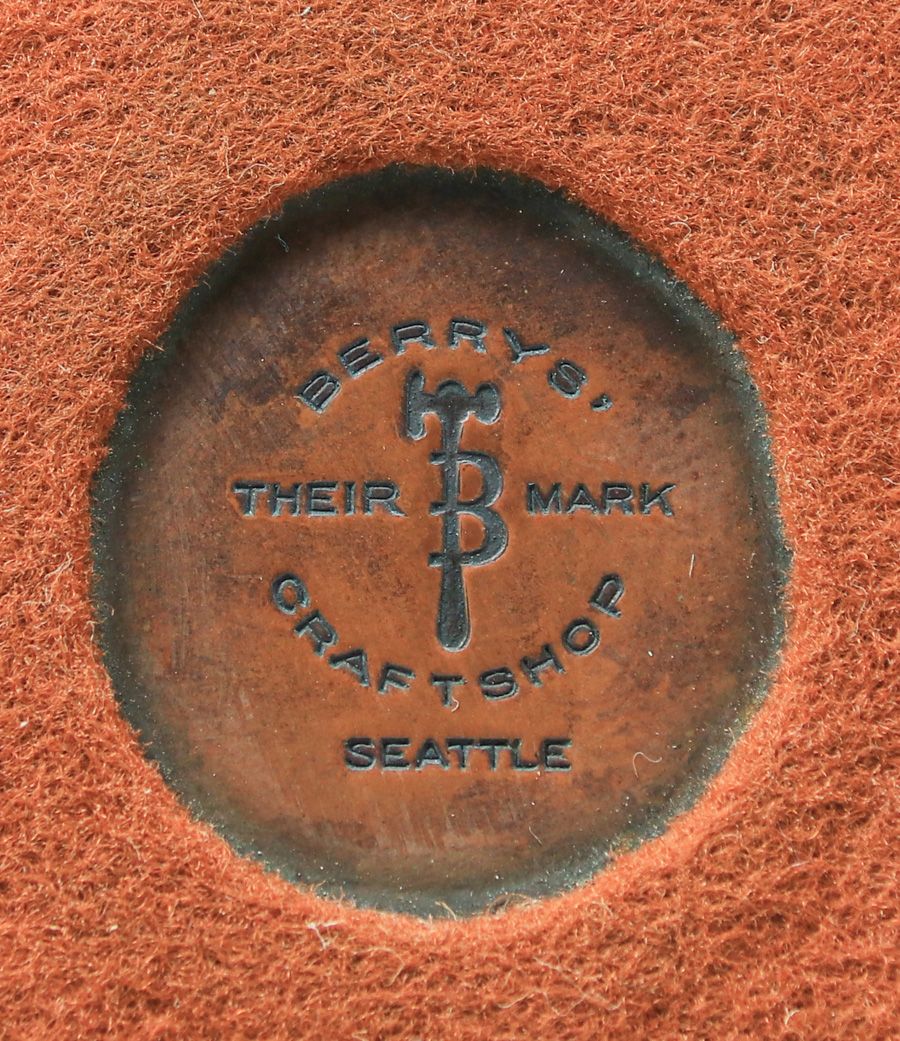 BERRYS'
THEIR B MARK
CRAFTSHOP
SEATTLE